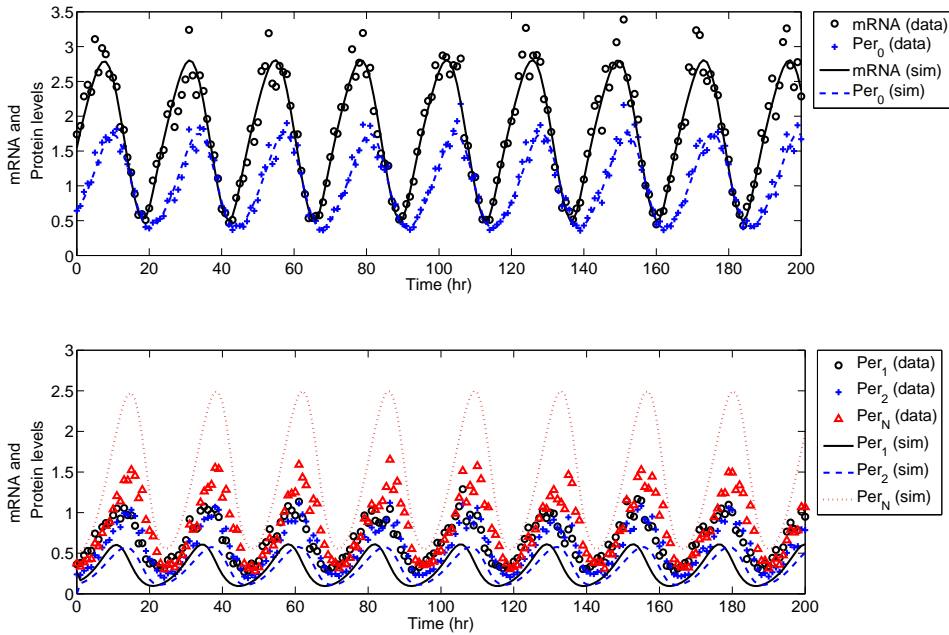 3.5
3
2.5
2
1.5
1
0.5
0
mRNA and
Protein levels
0 20 40 60 80 100 120 140 160 180 200
Time (hr)
mRNA (data)
Per0 (data)
mRNA (sim)
Per0 (sim)
3
2.5
2
1.5
1
0.5
0
mRNA and
Protein levels
0 20 40 60 80 100 120 140 160 180 200
Time (hr)
Per1 (data)
Per2 (data)
PerN (data)
Per1 (sim)
Per2 (sim)
PerN (sim)